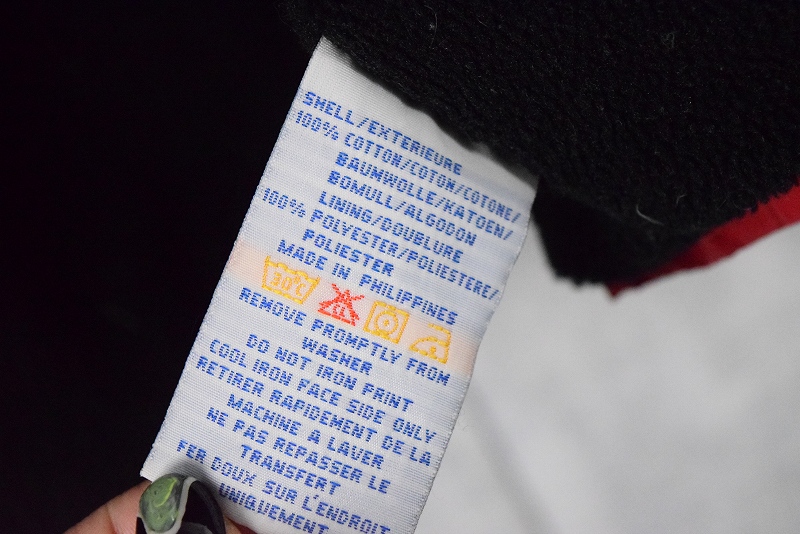 SHELL/EXTERIEURE
100% COTTON/COTON/COTONE/
BAUMWOLLE/KATOEN/
BOMULL/ALGODON
LINING/DOUBLURE
100% POLYESTER/POLIESTERE/
POLIESTER
MADE IN PHILIPPINES
30°C CL
REMOVE PROMPTLY FROM
WASHER
DO NOT IRON PRINT
COOL IRON FACE SIDE ONLY
RETIRER RAPIDEMENT DE LA
MACHINE A LAVER
NE PAS REPASSER LE
TRANSFERT
FER DOUX SUR L'ENDROIT
UNIQUEMENT